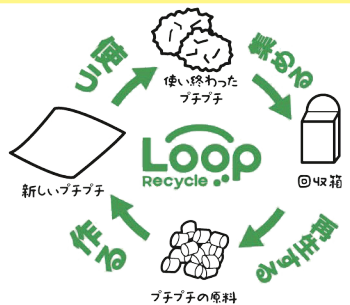 使う
使い終わった
プチプチ
集める
回収箱
再生する
プチプチの原料
作る
新しいプチプチ
Loop
Recycle